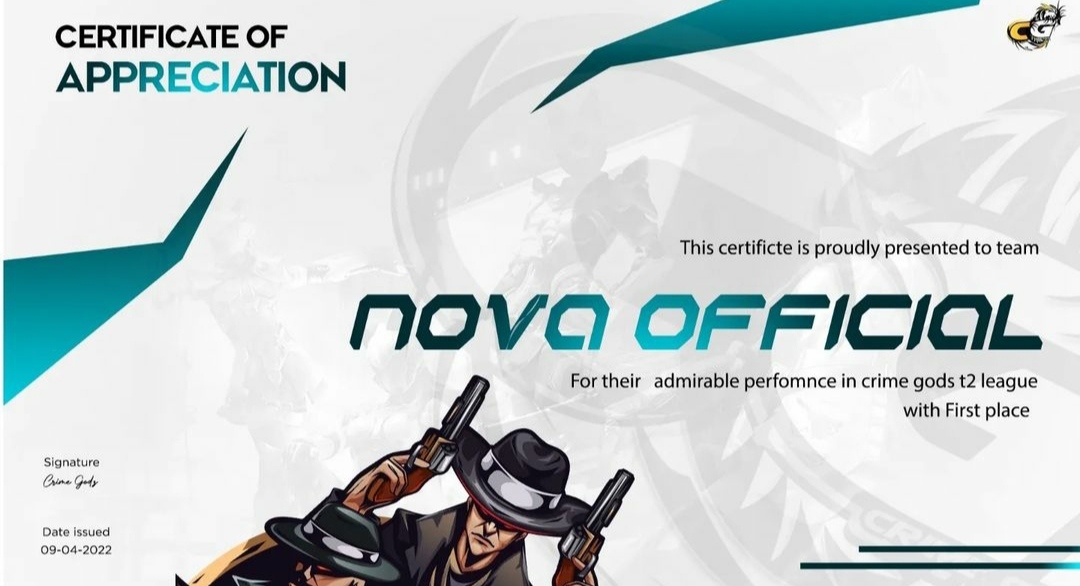 CERTIFICATE OF
APPRECIATION
CG
This certificte is proudly presented to team
NOVA OFFICIAL
For their admirable perfomnce in crime gods t2 league
with First place
Signature
Crime Gods
Date issued
09-04-2022